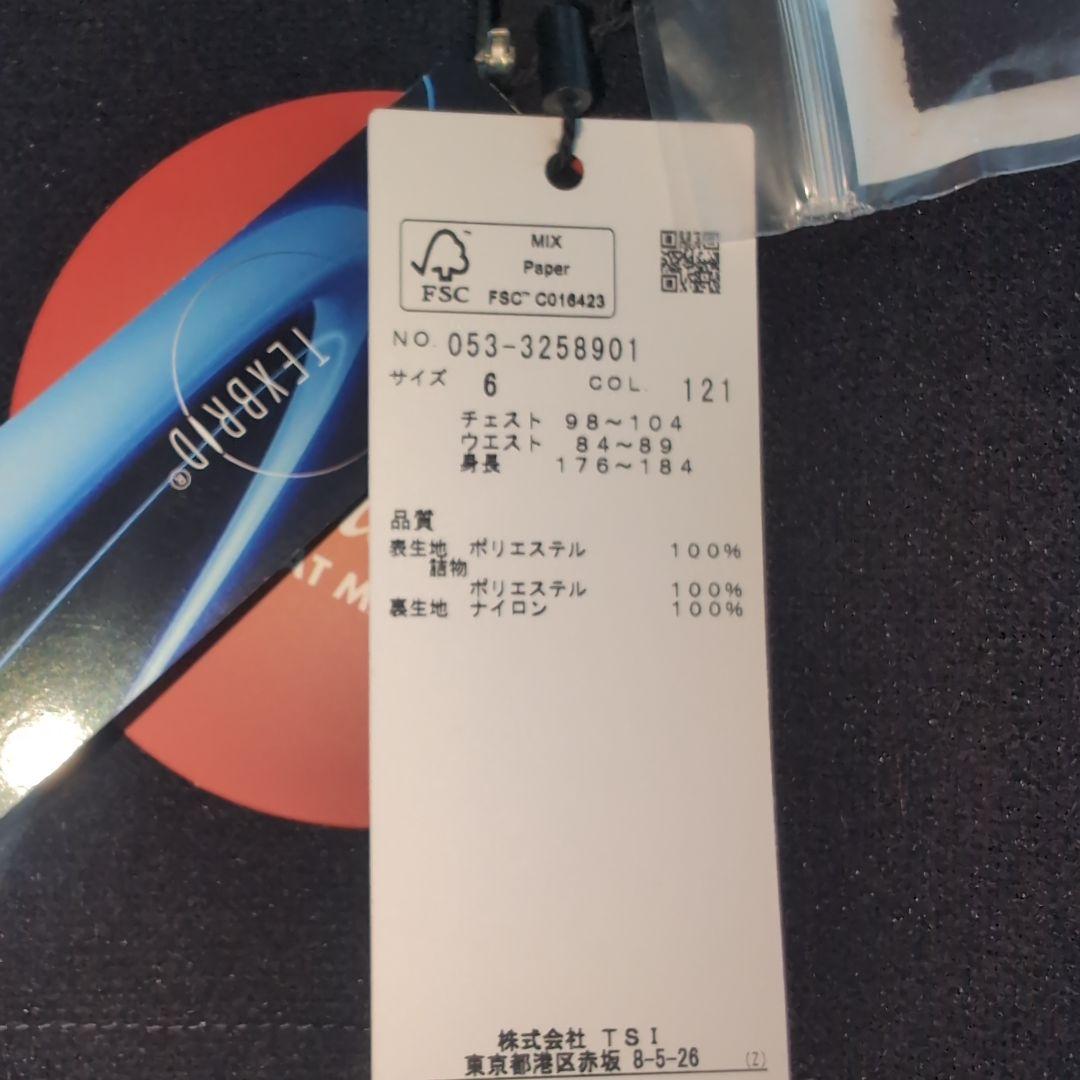 MIX
Paper
FSC™ C016423
FSC
NO. 053-3258901
サイズ 6 COL. 121
チェスト 98～104
ウエスト 84～89
身長 176～184
品質
表生地 ポリエステル 100%
詰物
ポリエステル 100%
裏生地 ナイロン 100%
株式会社 TSI
東京都港区赤坂 8-5-26 (Z)
TEXBRID®
AT M